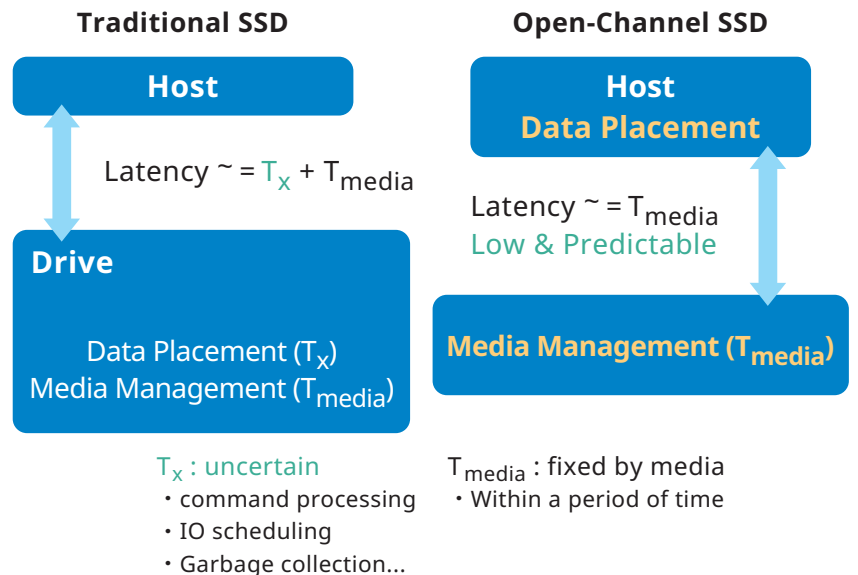 Traditional SSD
Host
Latency ~ = Tx + Tmedia
Drive
Data Placement (Tx)
Media Management (Tmedia)
Tx : uncertain
・command processing
・IO scheduling
・Garbage collection...
Open-Channel SSD
Host
Data Placement
Latency ~ = Tmedia
Low & Predictable
Media Management (Tmedia)
Tmedia : fixed by media
・Within a period of time